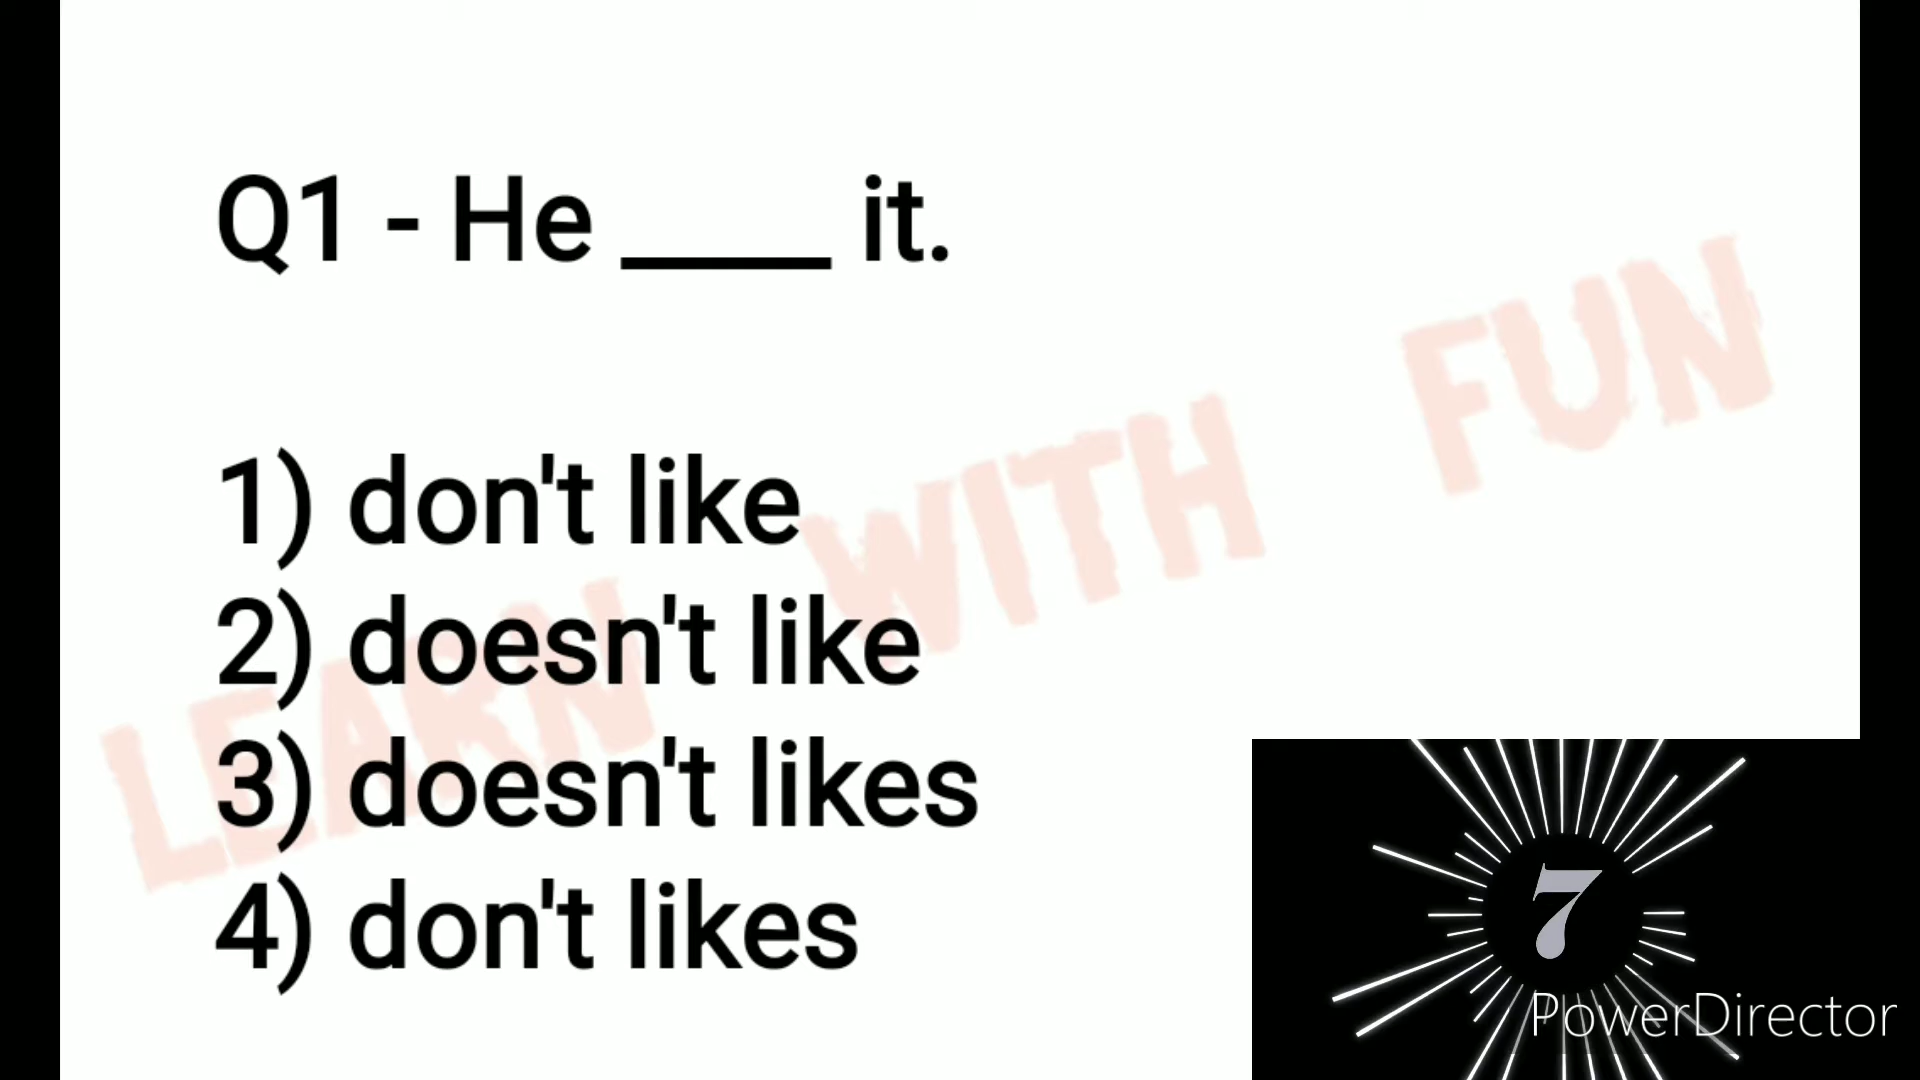 Q1 - He ____ it.
1) don't like
2) doesn't like
3) doesn't likes
4) don't likes
LEARN WITH FUN
7
PowerDirector